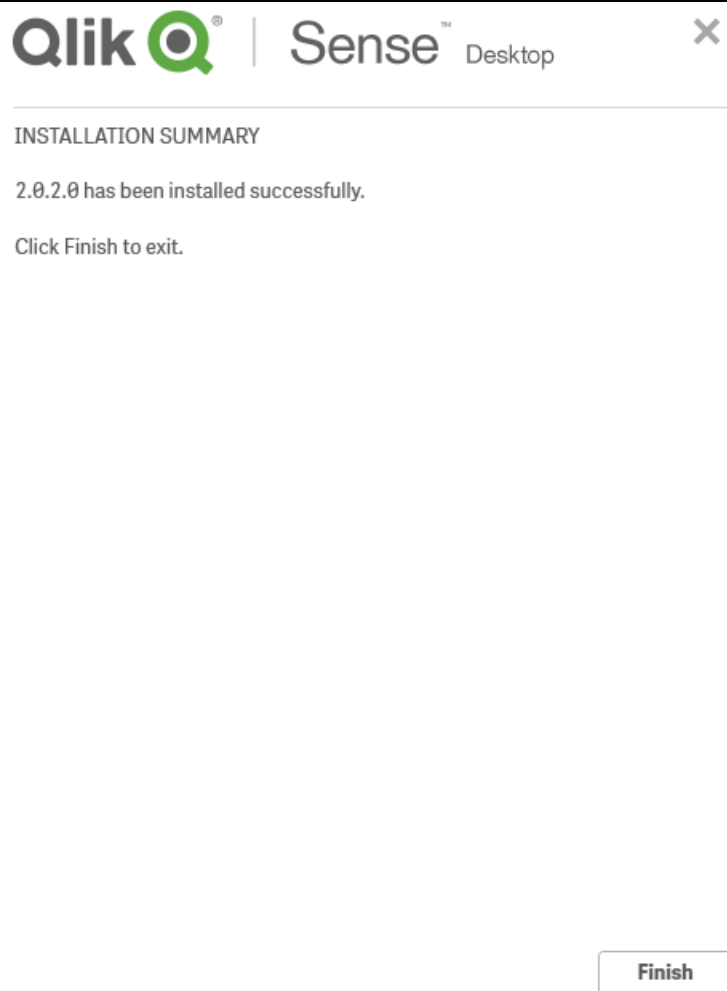 Qlik Q® | Sense™ Desktop
INSTALLATION SUMMARY
2.0.2.0 has been installed successfully.
Click Finish to exit.
Finish